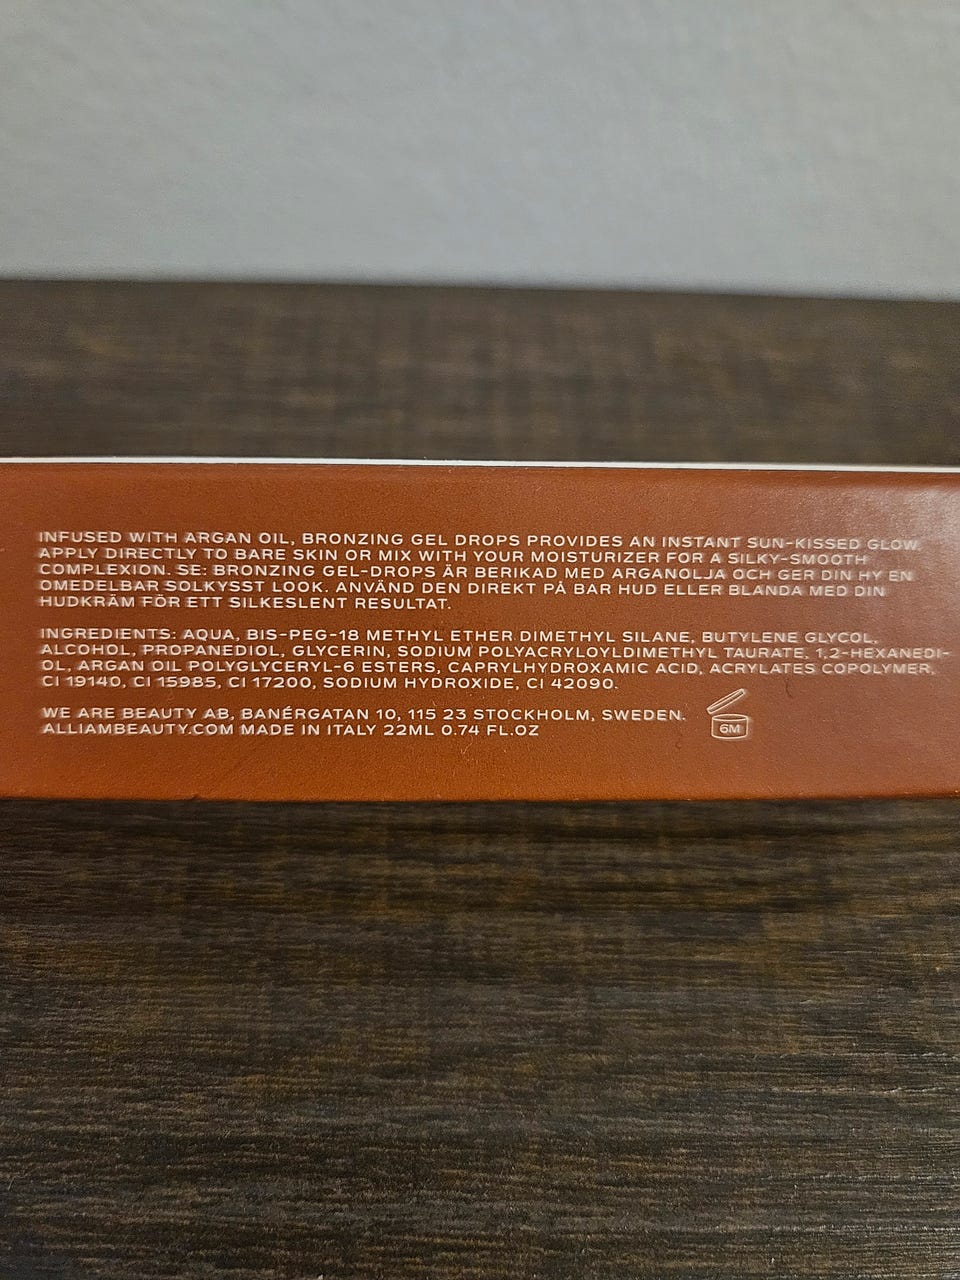 INFUSED WITH ARGAN OIL, BRONZING GEL DROPS PROVIDES AN INSTANT SUN-KISSED GLOW.
APPLY DIRECTLY TO BARE SKIN OR MIX WITH YOUR MOISTURIZER FOR A SILKY-SMOOTH
COMPLEXION. SE: BRONZING GEL-DROPS ÄR BERIKAD MED ARGANOLJA OCH GER DIN HY EN
OMEDELBAR SOLKYSST LOOK. ANVÄND DEN DIREKT PÅ BAR HUD ELLER BLANDA MED DIN
HUDKRÄM FÖR ETT SILKESLENT RESULTAT.
INGREDIENTS: AQUA, BIS-PEG-18 METHYL ETHER DIMETHYL SILANE, BUTYLENE GLYCOL,
ALCOHOL, PROPANEDIOL, GLYCERIN, SODIUM POLYACRYLOYLDIMETHYL TAURATE, 1,2-HEXANEDI-
OL, ARGAN OIL POLYGLYCERYL-6 ESTERS, CAPRYLHYDROXAMIC ACID, ACRYLATES COPOLYMER,
CI 19140, CI 15985, CI 17200, SODIUM HYDROXIDE, CI 42090.
WE ARE BEAUTY AB, BANÉRGATAN 10, 115 23 STOCKHOLM, SWEDEN.
ALLIAMBEAUTY.COM MADE IN ITALY 22ML 0.74 FL.OZ
6M